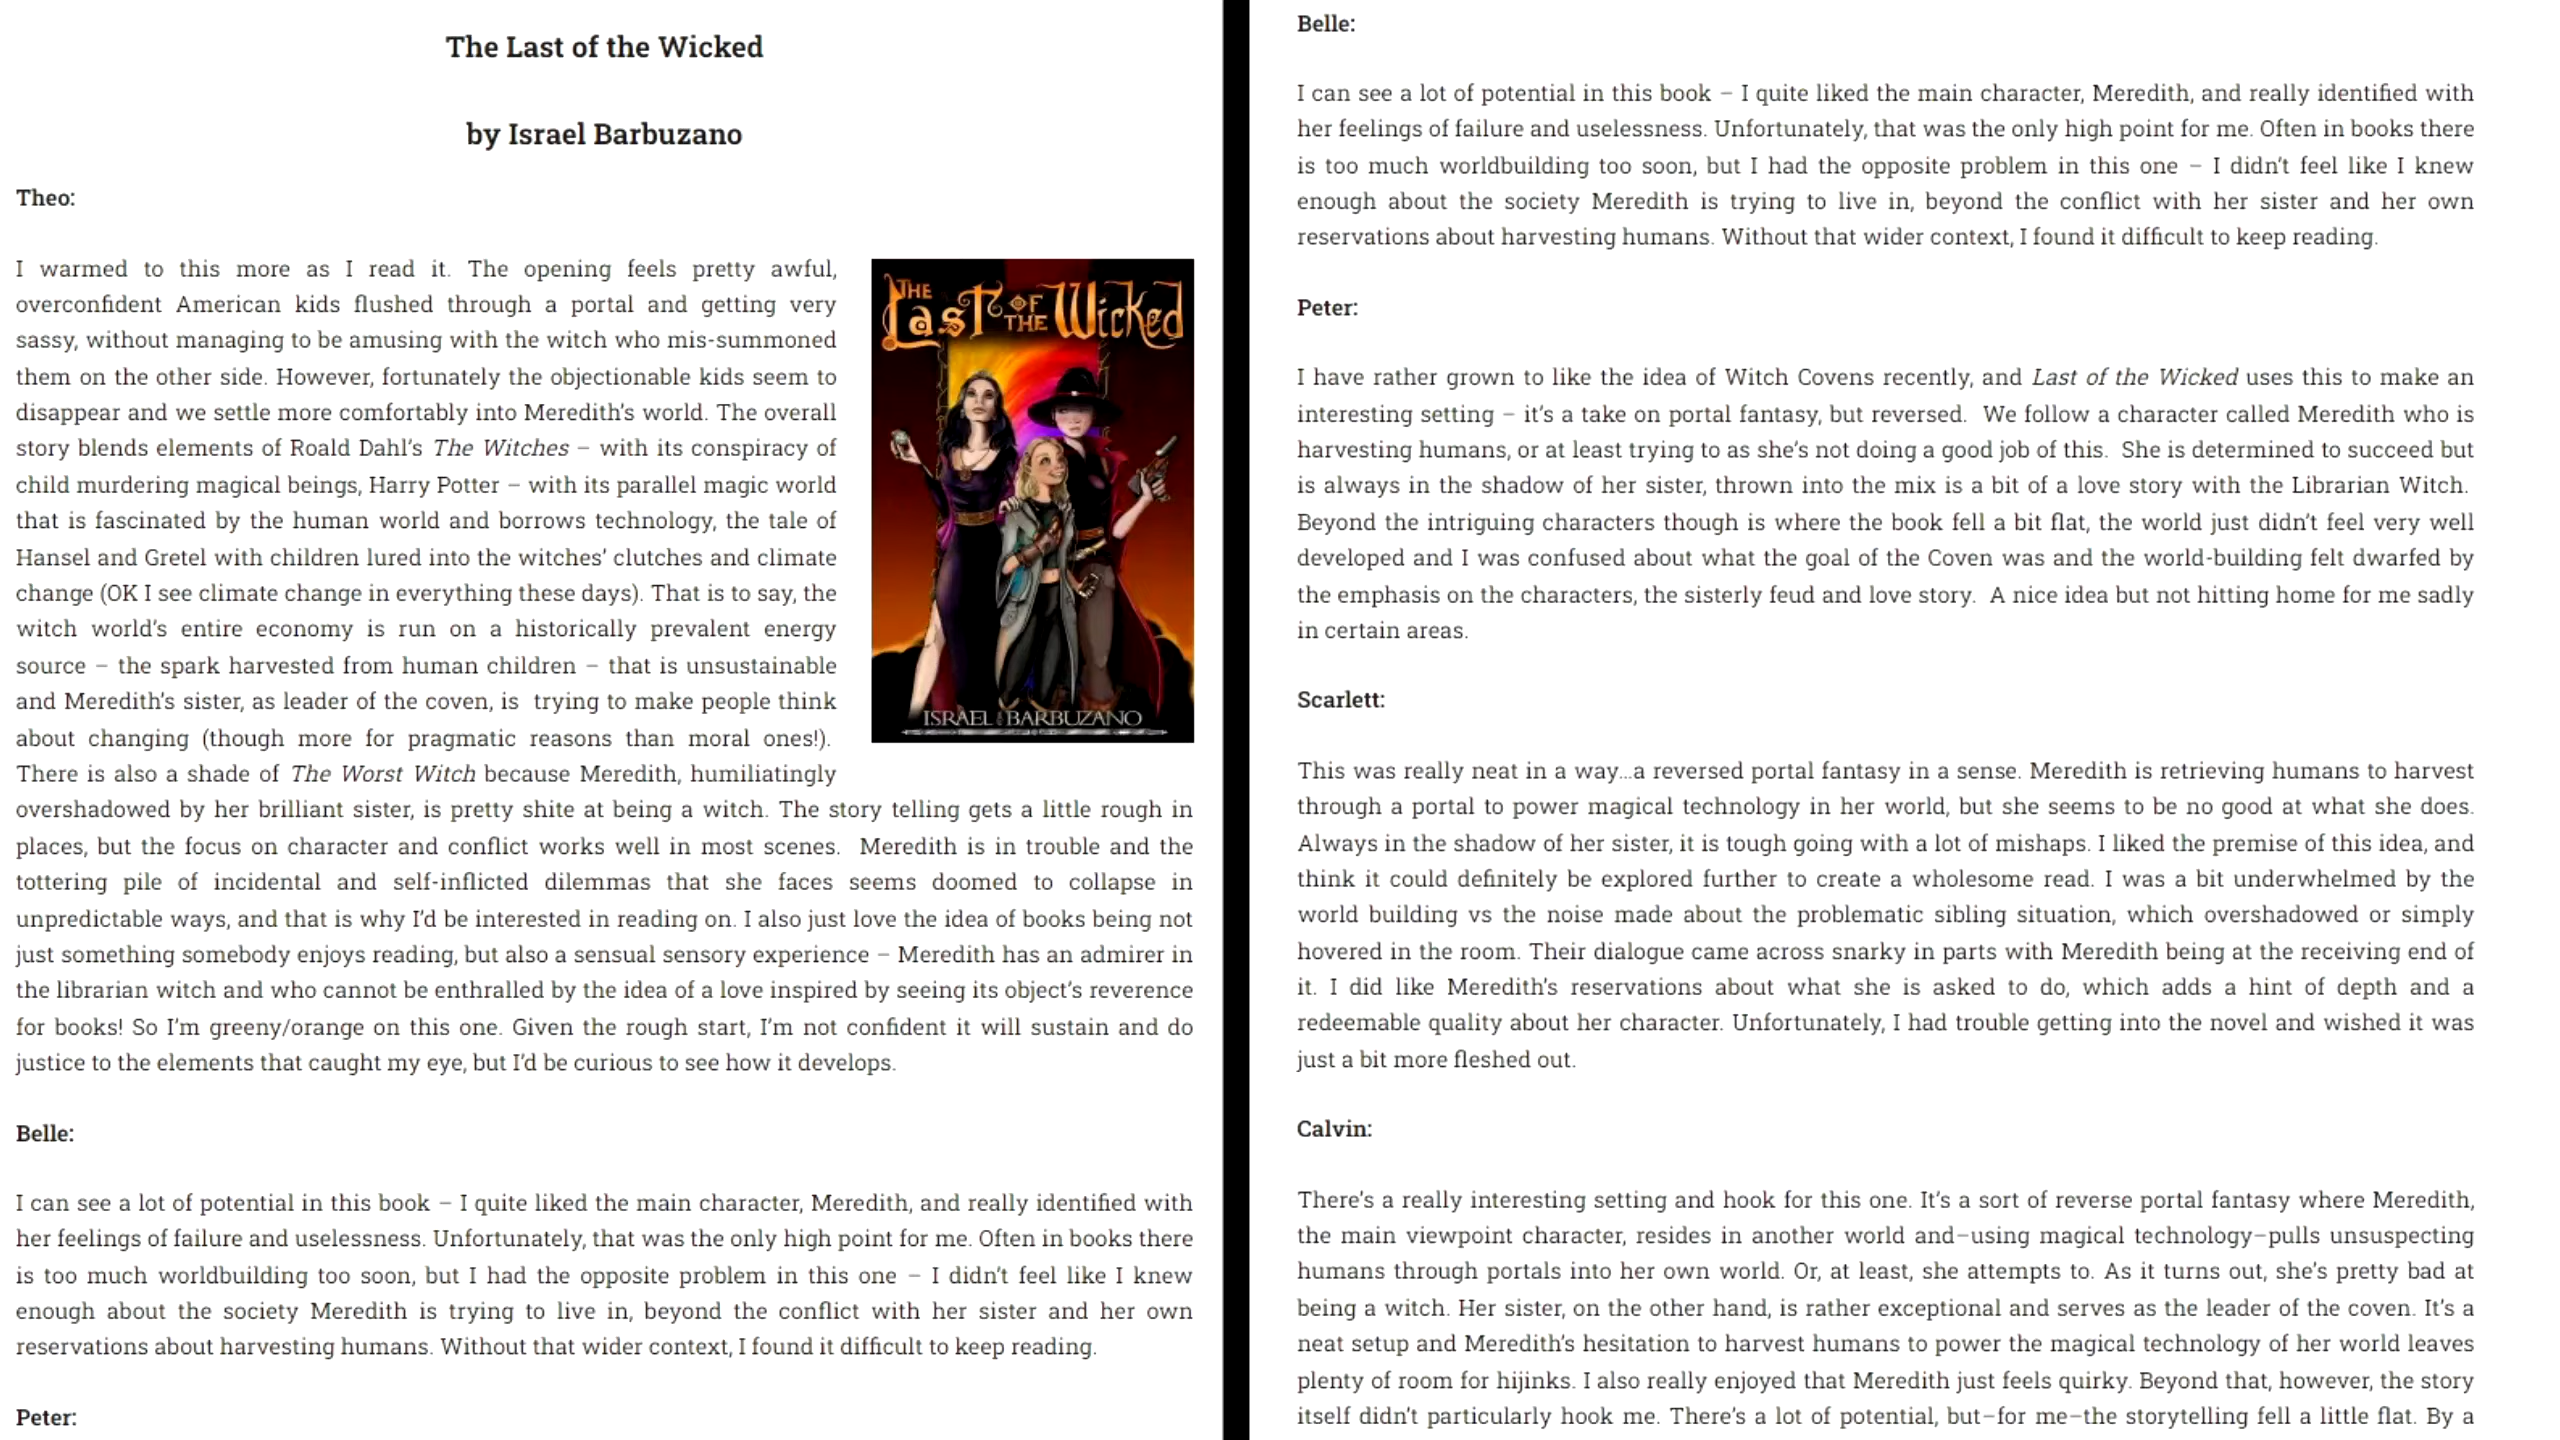 The Last of the Wicked
by Israel Barbuzano
Theo:
I warmed to this more as I read it. The opening feels pretty awful,
overconfident American kids flushed through a portal and getting very
sassy, without managing to be amusing with the witch who mis-summoned
them on the other side. However, fortunately the objectionable kids seem to
disappear and we settle more comfortably into Meredith's world. The overall
story blends elements of Roald Dahl's The Witches – with its conspiracy of
child murdering magical beings, Harry Potter – with its parallel magic world
that is fascinated by the human world and borrows technology, the tale of
Hansel and Gretel with children lured into the witches' clutches and climate
change (OK I see climate change in everything these days). That is to say, the
witch world's entire economy is run on a historically prevalent energy
source – the spark harvested from human children – that is unsustainable
and Meredith's sister, as leader of the coven, is trying to make people think
about changing (though more for pragmatic reasons than moral ones!).
There is also a shade of The Worst Witch because Meredith, humiliatingly
overshadowed by her brilliant sister, is pretty shite at being a witch. The story telling gets a little rough in
places, but the focus on character and conflict works well in most scenes. Meredith is in trouble and the
tottering pile of incidental and self-inflicted dilemmas that she faces seems doomed to collapse in
unpredictable ways, and that is why I'd be interested in reading on. I also just love the idea of books being not
just something somebody enjoys reading, but also a sensual sensory experience – Meredith has an admirer in
the librarian witch and who cannot be enthralled by the idea of a love inspired by seeing its object's reverence
for books! So I'm greeny/orange on this one. Given the rough start, I'm not confident it will sustain and do
justice to the elements that caught my eye, but I'd be curious to see how it develops.
THE
Last OF
THE Wicked
ISRAEL BARBUZANO
Belle:
I can see a lot of potential in this book – I quite liked the main character, Meredith, and really identified with
her feelings of failure and uselessness. Unfortunately, that was the only high point for me. Often in books there
is too much worldbuilding too soon, but I had the opposite problem in this one – I didn't feel like I knew
enough about the society Meredith is trying to live in, beyond the conflict with her sister and her own
reservations about harvesting humans. Without that wider context, I found it difficult to keep reading.
Peter:
Belle:
I can see a lot of potential in this book – I quite liked the main character, Meredith, and really identified with
her feelings of failure and uselessness. Unfortunately, that was the only high point for me. Often in books there
is too much worldbuilding too soon, but I had the opposite problem in this one – I didn't feel like I knew
enough about the society Meredith is trying to live in, beyond the conflict with her sister and her own
reservations about harvesting humans. Without that wider context, I found it difficult to keep reading.
Peter:
I have rather grown to like the idea of Witch Covens recently, and Last of the Wicked uses this to make an
interesting setting – it's a take on portal fantasy, but reversed. We follow a character called Meredith who is
harvesting humans, or at least trying to as she's not doing a good job of this. She is determined to succeed but
is always in the shadow of her sister, thrown into the mix is a bit of a love story with the Librarian Witch.
Beyond the intriguing characters though is where the book fell a bit flat, the world just didn't feel very well
developed and I was confused about what the goal of the Coven was and the world-building felt dwarfed by
the emphasis on the characters, the sisterly feud and love story. A nice idea but not hitting home for me sadly
in certain areas.
Scarlett:
This was really neat in a way…a reversed portal fantasy in a sense. Meredith is retrieving humans to harvest
through a portal to power magical technology in her world, but she seems to be no good at what she does.
Always in the shadow of her sister, it is tough going with a lot of mishaps. I liked the premise of this idea, and
think it could definitely be explored further to create a wholesome read. I was a bit underwhelmed by the
world building vs the noise made about the problematic sibling situation, which overshadowed or simply
hovered in the room. Their dialogue came across snarky in parts with Meredith being at the receiving end of
it. I did like Meredith's reservations about what she is asked to do, which adds a hint of depth and a
redeemable quality about her character. Unfortunately, I had trouble getting into the novel and wished it was
just a bit more fleshed out.
Calvin:
There's a really interesting setting and hook for this one. It's a sort of reverse portal fantasy where Meredith,
the main viewpoint character, resides in another world and–using magical technology–pulls unsuspecting
humans through portals into her own world. Or, at least, she attempts to. As it turns out, she's pretty bad at
being a witch. Her sister, on the other hand, is rather exceptional and serves as the leader of the coven. It's a
neat setup and Meredith's hesitation to harvest humans to power the magical technology of her world leaves
plenty of room for hijinks. I also really enjoyed that Meredith just feels quirky. Beyond that, however, the story
itself didn't particularly hook me. There's a lot of potential, but–for me–the storytelling fell a little flat. By a